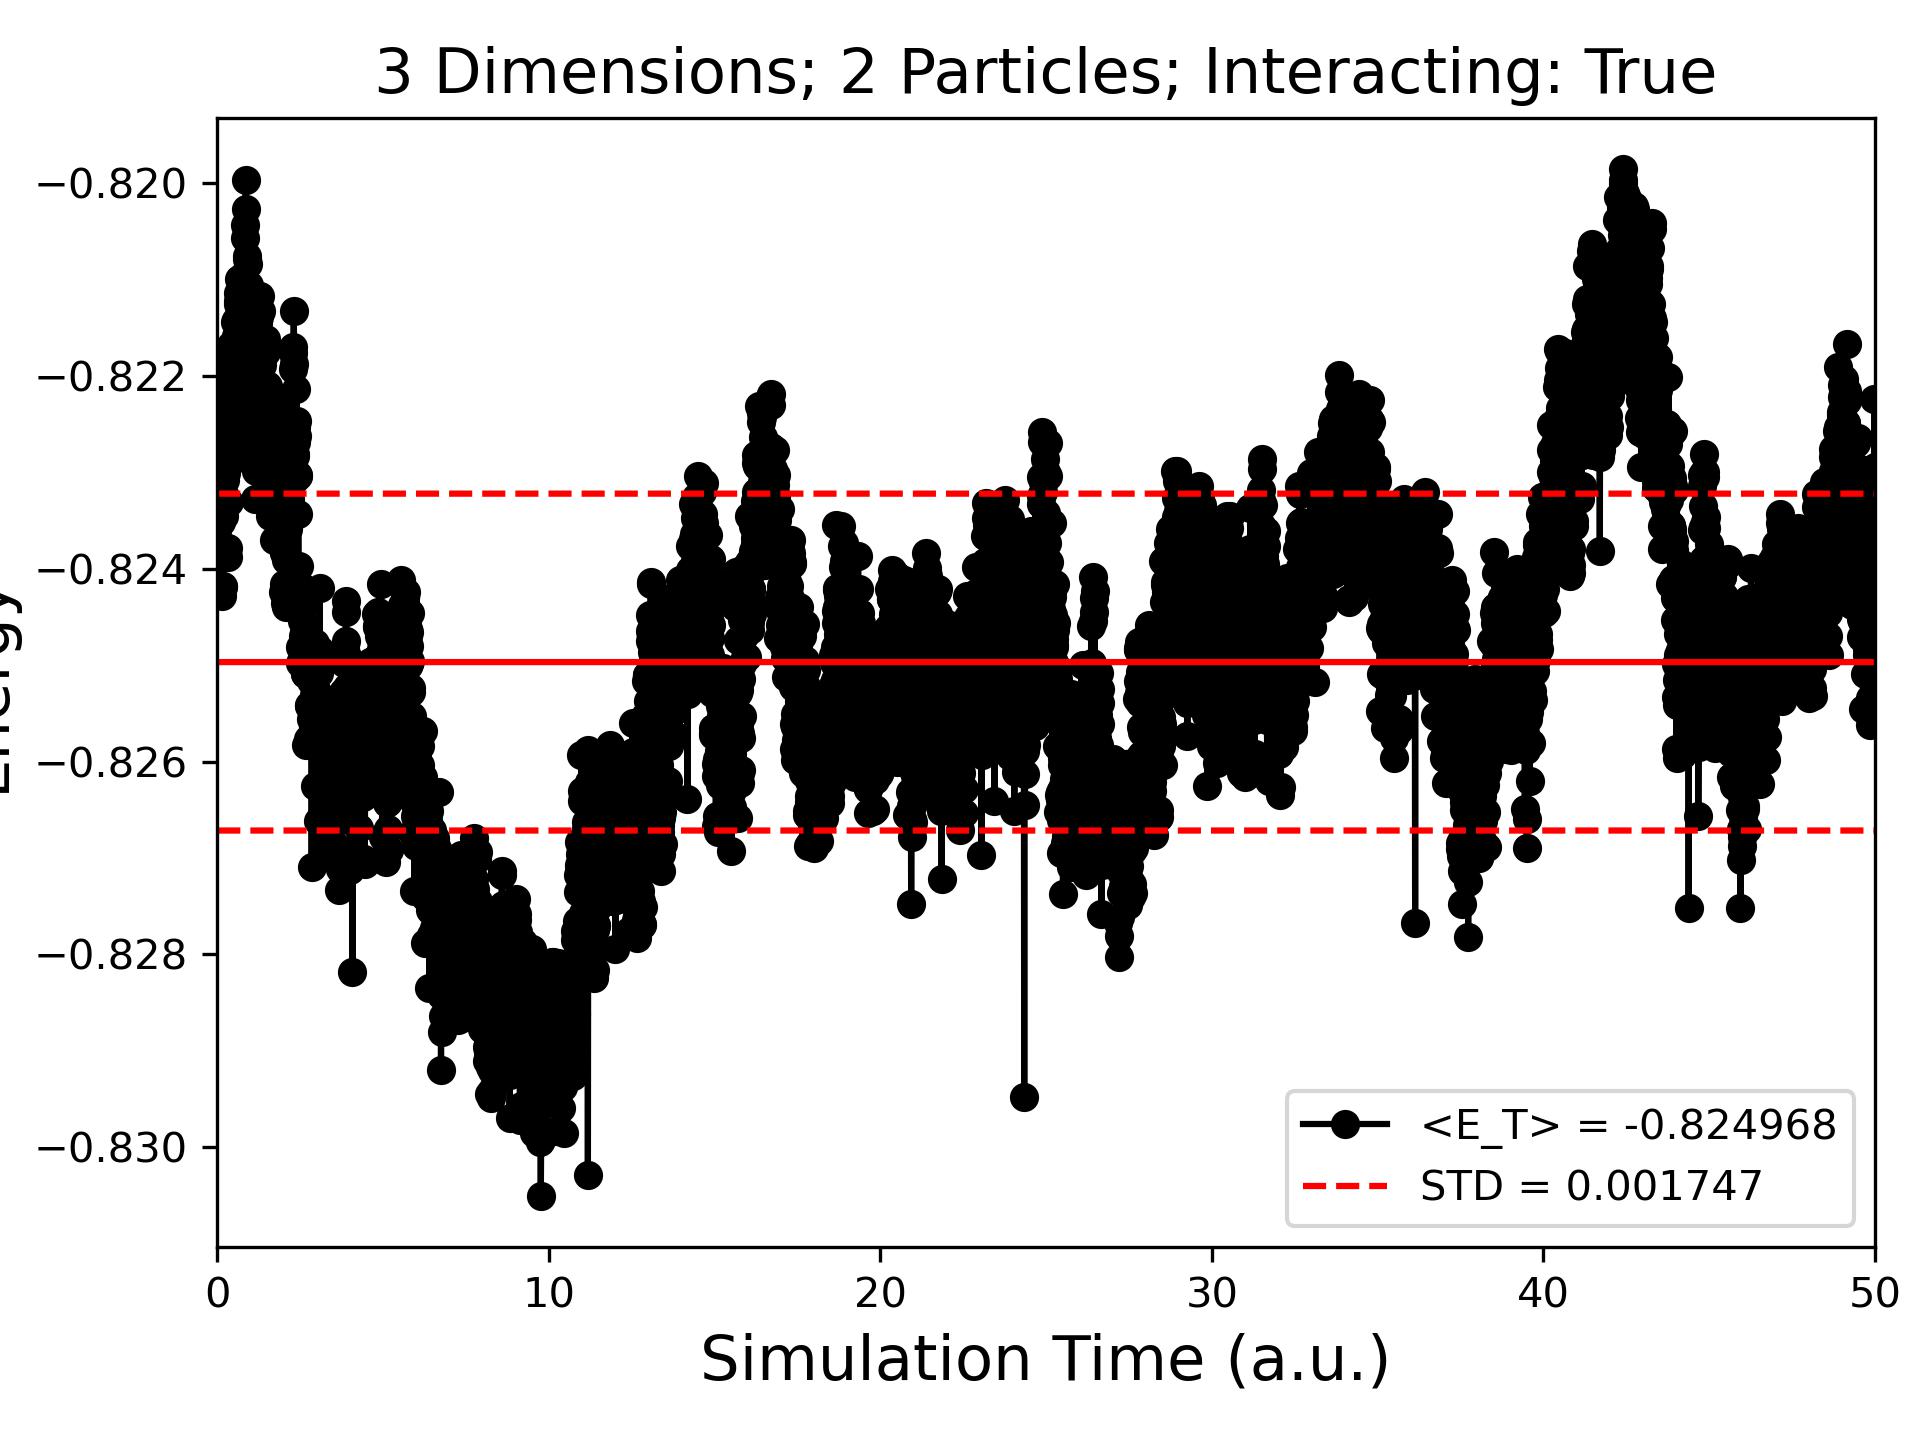 3 Dimensions; 2 Particles; Interacting: True
Energy
−0.820
−0.822
−0.824
−0.826
−0.828
−0.830
<E_T> = -0.824968
STD = 0.001747
0 10 20 30 40 50
Simulation Time (a.u.)